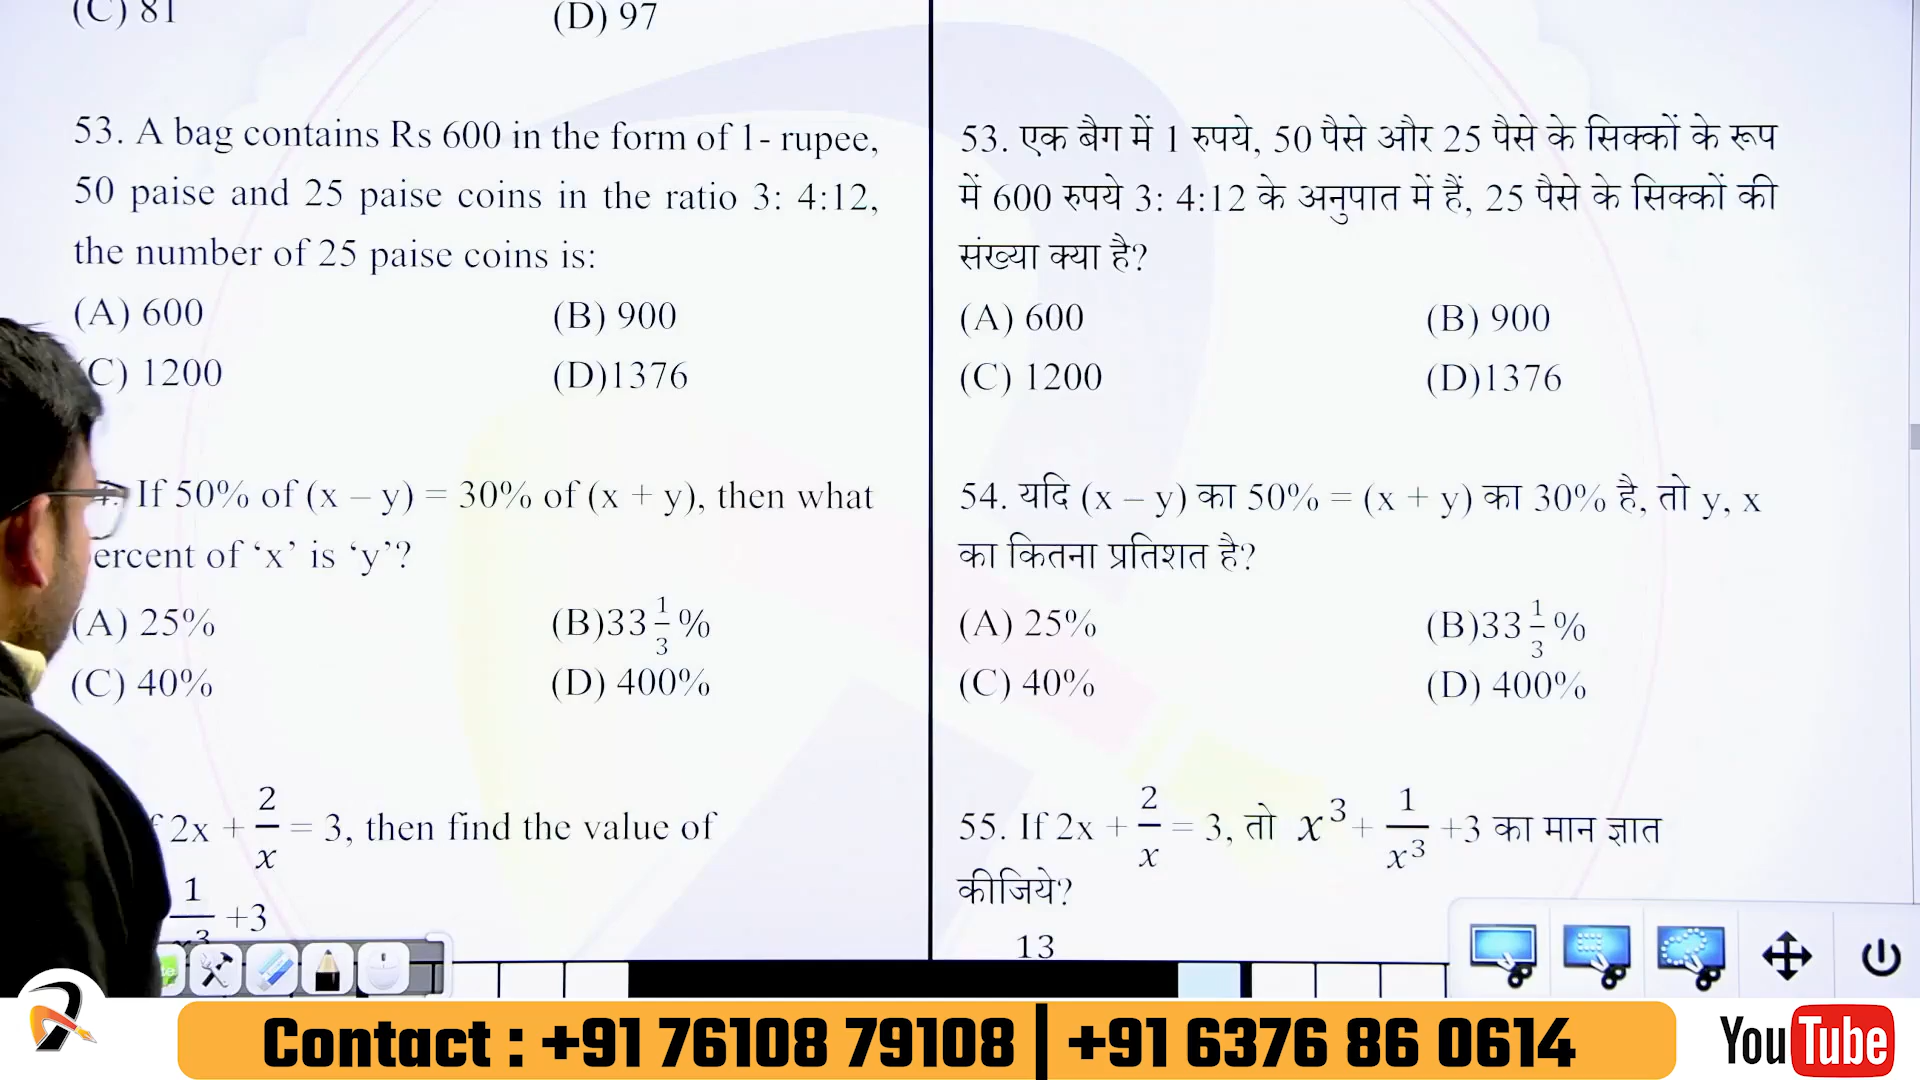 (C) 81 (D) 97
53. A bag contains Rs 600 in the form of 1- rupee,
50 paise and 25 paise coins in the ratio 3: 4:12,
the number of 25 paise coins is:
(A) 600 (B) 900
C) 1200 (D)1376
If 50% of (x – y) = 30% of (x + y), then what
ercent of ‘x’ is ‘y’?
(A) 25% (B)33 1/3 %
(C) 40% (D) 400%
2x + 2/x = 3, then find the value of
1/x³ +3
53. एक बैग में 1 रुपये, 50 पैसे और 25 पैसे के सिक्कों के रूप
में 600 रुपये 3: 4:12 के अनुपात में हैं, 25 पैसे के सिक्कों की
संख्या क्या है?
(A) 600 (B) 900
(C) 1200 (D)1376
54. यदि (x – y) का 50% = (x + y) का 30% है, तो y, x
का कितना प्रतिशत है?
(A) 25% (B)33 1/3 %
(C) 40% (D) 400%
55. If 2x + 2/x = 3, तो x³ + 1/x³ +3 का मान ज्ञात
कीजिये?
13
Contact : +91 76108 79108 | +91 6376 86 0614
YouTube